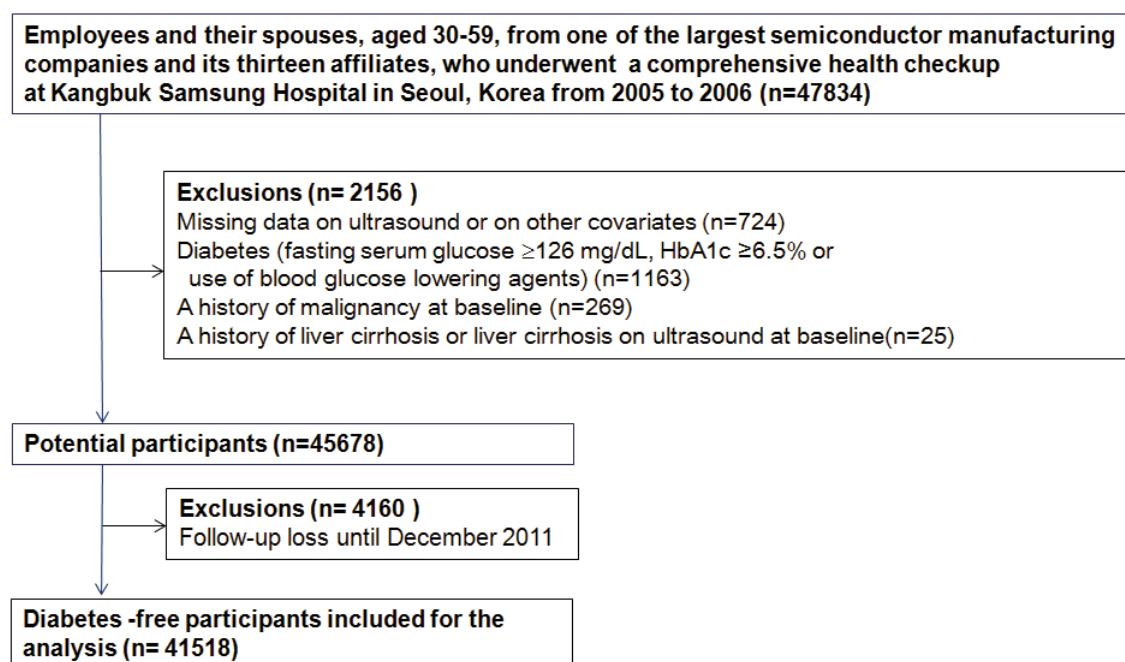 Employees and their spouses, aged 30-59, from one of the largest semiconductor manufacturing
companies and its thirteen affiliates, who underwent a comprehensive health checkup
at Kangbuk Samsung Hospital in Seoul, Korea from 2005 to 2006 (n=47834)
Exclusions (n= 2156 )
Missing data on ultrasound or on other covariates (n=724)
Diabetes (fasting serum glucose ≥126 mg/dL, HbA1c ≥6.5% or
use of blood glucose lowering agents) (n=1163)
A history of malignancy at baseline (n=269)
A history of liver cirrhosis or liver cirrhosis on ultrasound at baseline(n=25)
Potential participants (n=45678)
Exclusions (n= 4160 )
Follow-up loss until December 2011
Diabetes -free participants included for the
analysis (n= 41518)